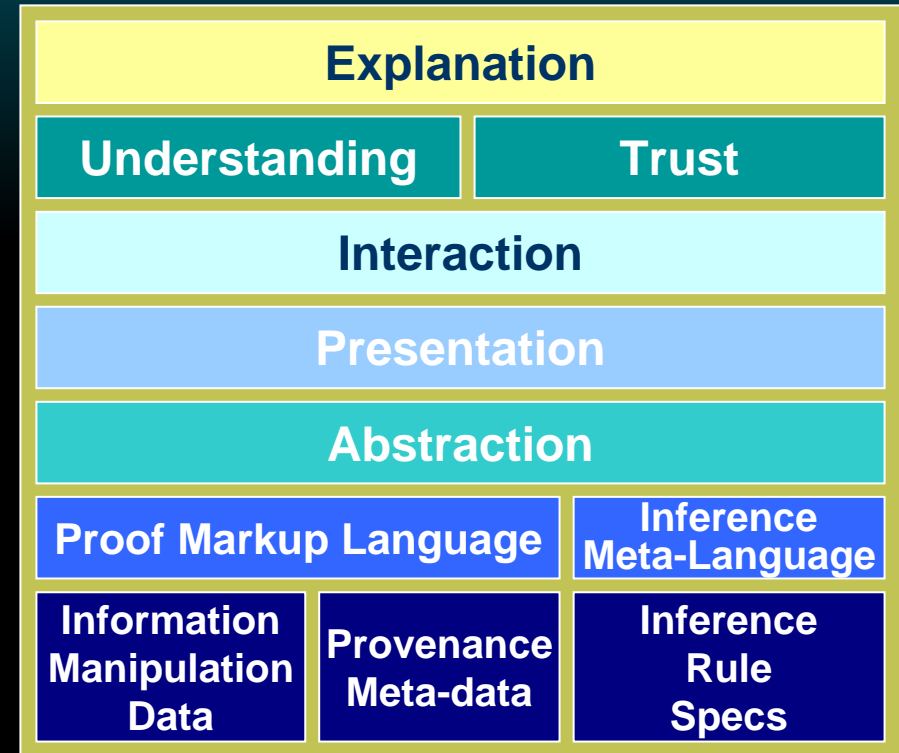 Explanation
Understanding
Trust
Interaction
Presentation
Abstraction
Proof Markup Language
Inference
Meta-Language
Information
Manipulation
Data
Provenance
Meta-data
Inference
Rule
Specs